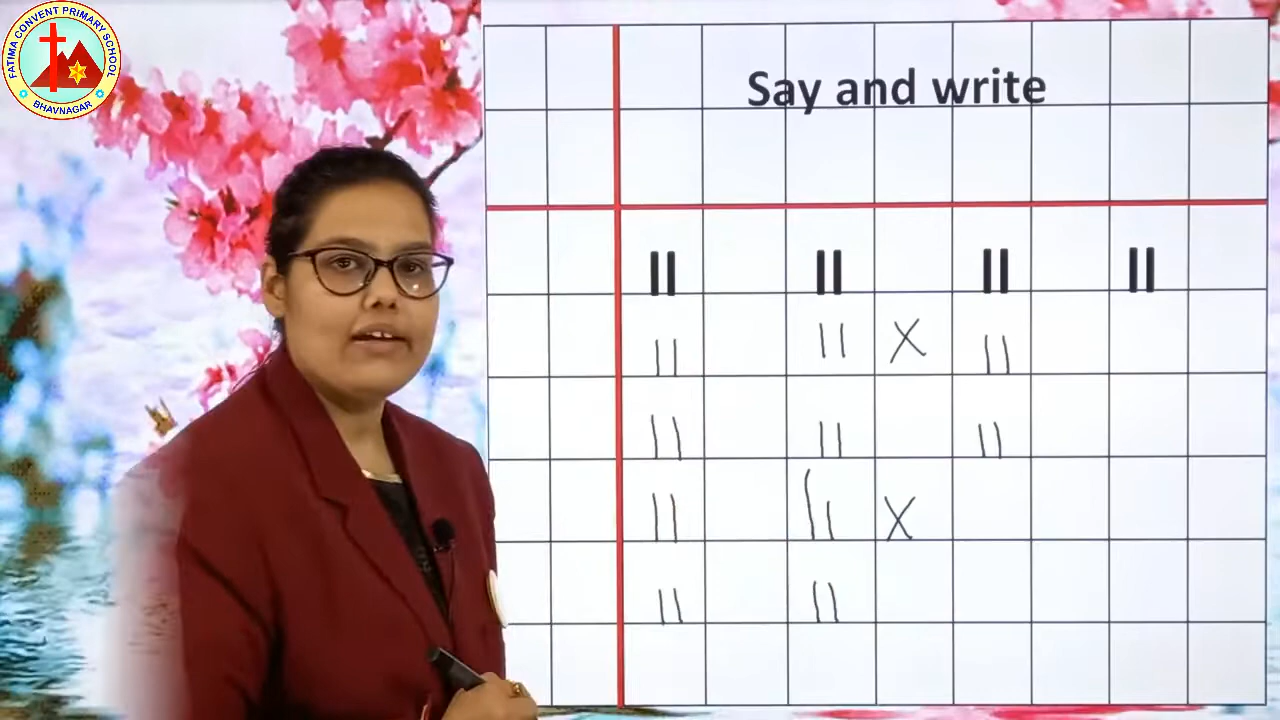 FATIMA CONVENT PRIMARY SCHOOL
BHAVNAGAR
Say and write
II II II II
II II X II
II II II
II II X
II II